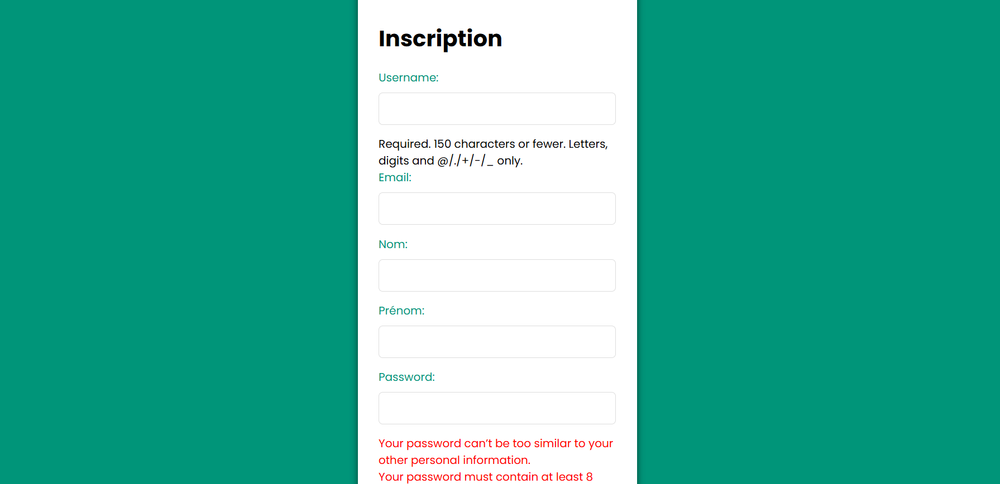 Inscription
Username:
Required. 150 characters or fewer. Letters,
digits and @/./+/-/_ only.
Email:
Nom:
Prénom:
Password:
Your password can’t be too similar to your
other personal information.
Your password must contain at least 8